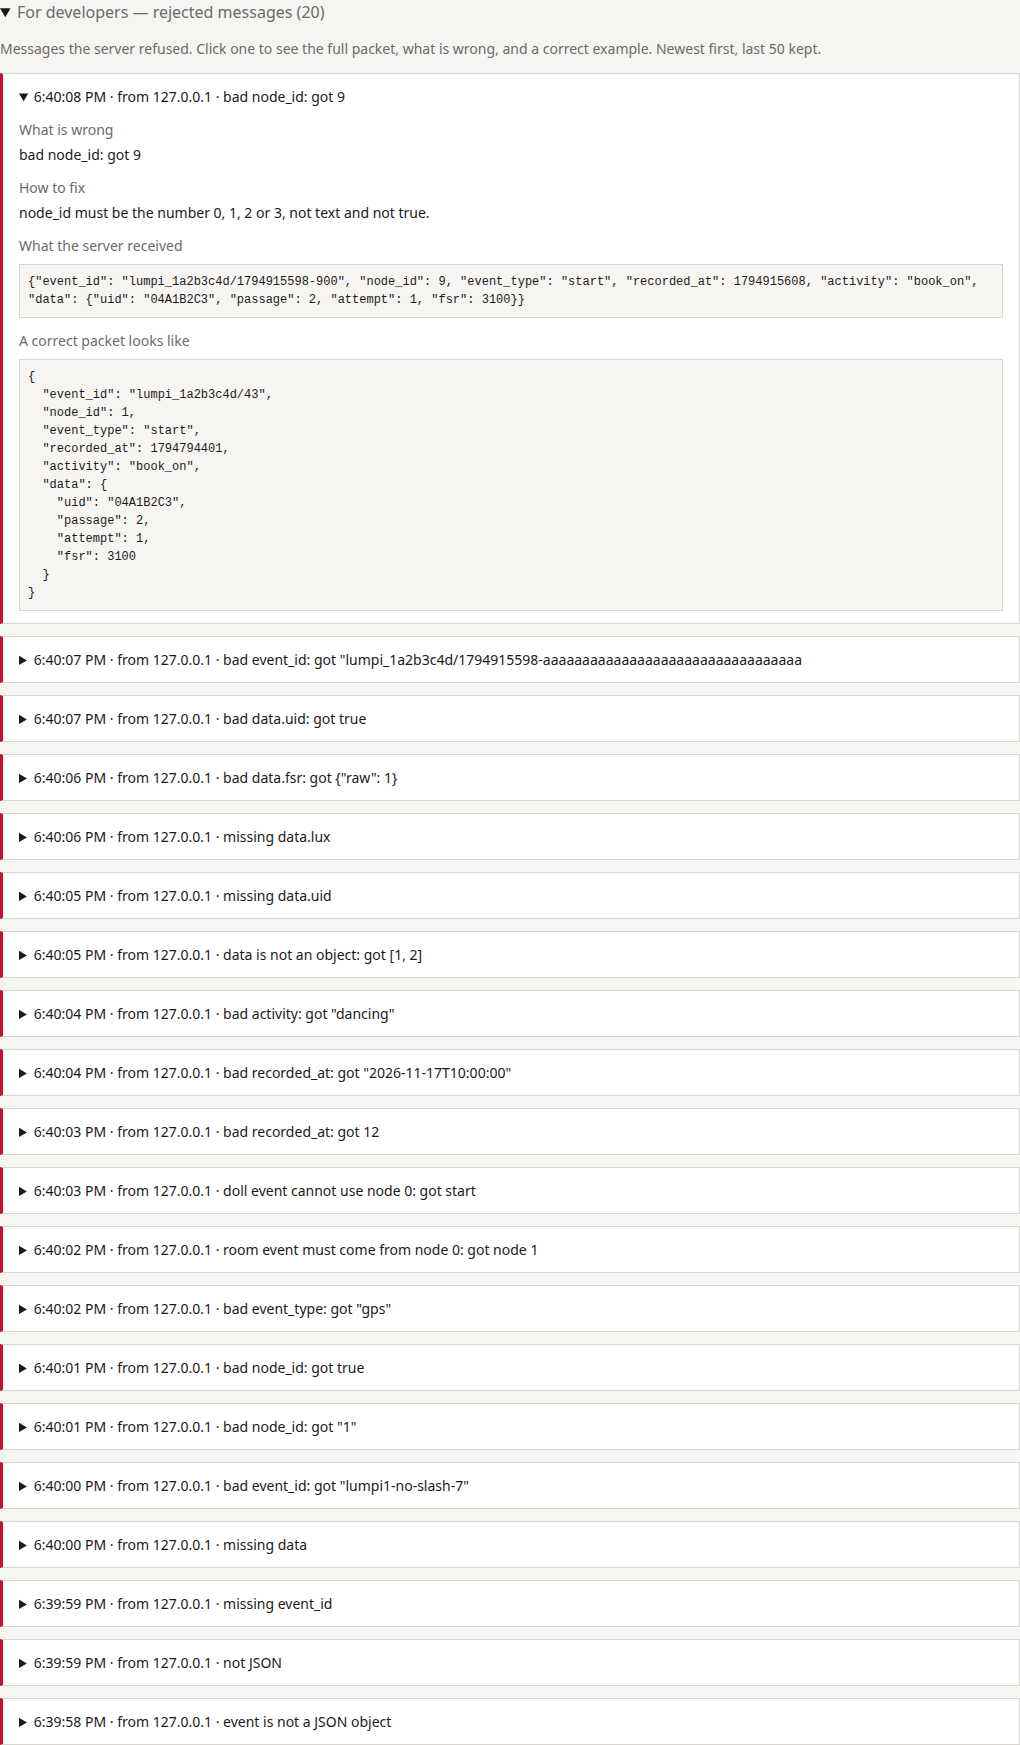 For developers — rejected messages (20)
Messages the server refused. Click one to see the full packet, what is wrong, and a correct example. Newest first, last 50 kept.
6:40:08 PM · from 127.0.0.1 · bad node_id: got 9
What is wrong
bad node_id: got 9
How to fix
node_id must be the number 0, 1, 2 or 3, not text and not true.
What the server received
{"event_id": "lumpi_1a2b3c4d/1794915598-900", "node_id": 9, "event_type": "start", "recorded_at": 1794915608, "activity": "book_on",
"data": {"uid": "04A1B2C3", "passage": 2, "attempt": 1, "fsr": 3100}}
A correct packet looks like
{
  "event_id": "lumpi_1a2b3c4d/43",
  "node_id": 1,
  "event_type": "start",
  "recorded_at": 1794794401,
  "activity": "book_on",
  "data": {
    "uid": "04A1B2C3",
    "passage": 2,
    "attempt": 1,
    "fsr": 3100
  }
}
6:40:07 PM · from 127.0.0.1 · bad event_id: got "lumpi_1a2b3c4d/1794915598-aaaaaaaaaaaaaaaaaaaaaaaaaaaaaaaaa
6:40:07 PM · from 127.0.0.1 · bad data.uid: got true
6:40:06 PM · from 127.0.0.1 · bad data.fsr: got {"raw": 1}
6:40:06 PM · from 127.0.0.1 · missing data.lux
6:40:05 PM · from 127.0.0.1 · missing data.uid
6:40:05 PM · from 127.0.0.1 · data is not an object: got [1, 2]
6:40:04 PM · from 127.0.0.1 · bad activity: got "dancing"
6:40:04 PM · from 127.0.0.1 · bad recorded_at: got "2026-11-17T10:00:00"
6:40:03 PM · from 127.0.0.1 · bad recorded_at: got 12
6:40:03 PM · from 127.0.0.1 · doll event cannot use node 0: got start
6:40:02 PM · from 127.0.0.1 · room event must come from node 0: got node 1
6:40:02 PM · from 127.0.0.1 · bad event_type: got "gps"
6:40:01 PM · from 127.0.0.1 · bad node_id: got true
6:40:01 PM · from 127.0.0.1 · bad node_id: got "1"
6:40:00 PM · from 127.0.0.1 · bad event_id: got "lumpi1-no-slash-7"
6:40:00 PM · from 127.0.0.1 · missing data
6:39:59 PM · from 127.0.0.1 · missing event_id
6:39:59 PM · from 127.0.0.1 · not JSON
6:39:58 PM · from 127.0.0.1 · event is not a JSON object